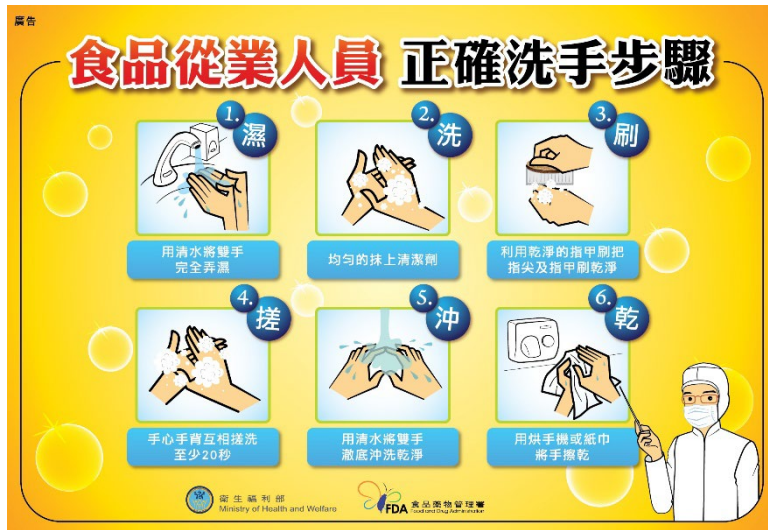 廣告
食品從業人員 正確洗手步驟
1. 濕
用清水將雙手
完全弄濕
2. 洗
均勻的抹上清潔劑
3. 刷
利用乾淨的指甲刷把
指尖及指甲刷乾淨
4. 搓
手心手背互相搓洗
至少20秒
5. 沖
用清水將雙手
澈底沖洗乾淨
6. 乾
用烘手機或紙巾
將手擦乾
衛生福利部
Ministry of Health and Welfare
FDA 食品藥物管理署
Food and Drug Administration